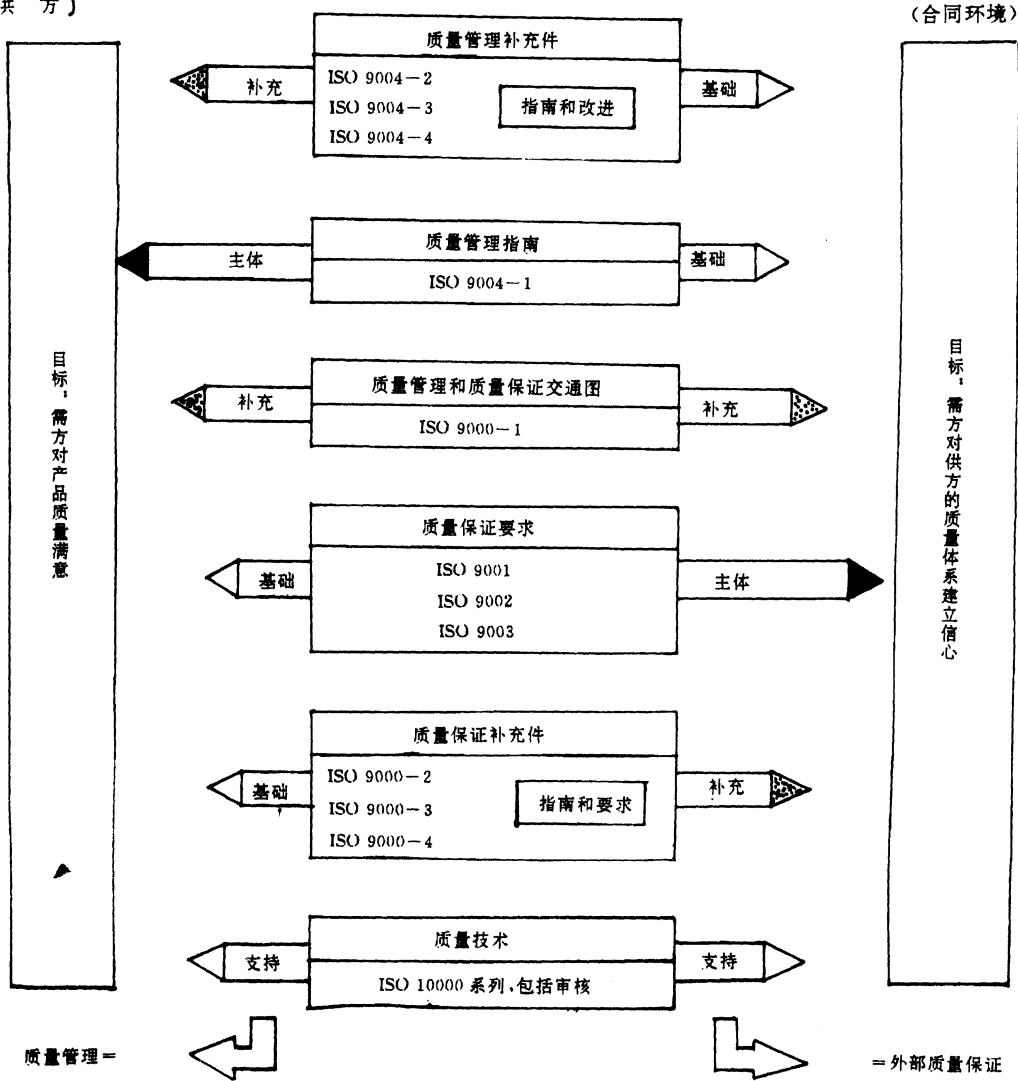 供 方)
(合同环境)
质量管理补充件
补充
ISO 9004-2
ISO 9004-3
ISO 9004-4
指南和改进
基础
质量管理指南
主体
ISO 9004-1
基础
质量管理和质量保证交通图
补充
ISO 9000-1
补充
目标:需方对产品质量满意
目标:需方对供方的质量体系建立信心
质量保证要求
基础
ISO 9001
ISO 9002
ISO 9003
主体
质量保证补充件
基础
ISO 9000-2
ISO 9000-3
ISO 9000-4
指南和要求
补充
质量技术
支持
ISO 10000 系列,包括审核
支持
质量管理=
=外部质量保证